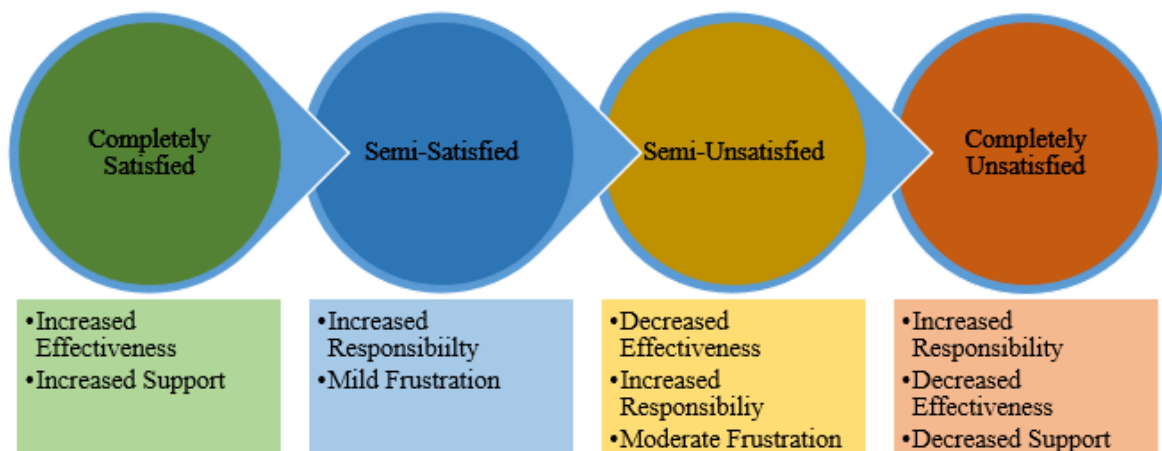 Completely
Satisfied
Semi-Satisfied
Semi-Unsatisfied
Completely
Unsatisfied
•Increased
Effectiveness
•Increased Support
•Increased
Responsibiilty
•Mild Frustration
•Decreased
Effectiveness
•Increased
Responsibiliy
•Moderate Frustration
•Increased
Responsibility
•Decreased
Effectiveness
•Decreased Support